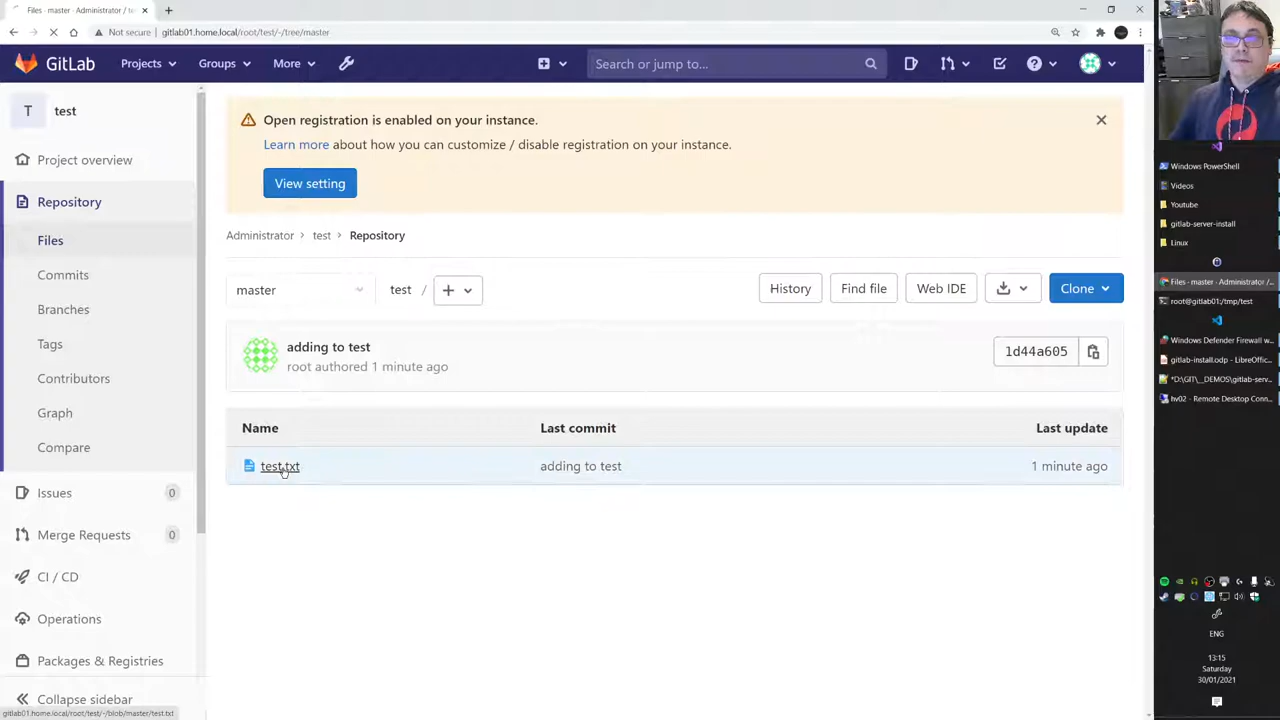 Files · master · Administrator / tes
Not secure | gitlab01.home.local/root/test/-/tree/master
GitLab
Projects
Groups
More
Search or jump to...
T
test
Project overview
Repository
Files
Commits
Branches
Tags
Contributors
Graph
Compare
Issues
0
Merge Requests
0
CI / CD
Operations
Packages & Registries
Collapse sidebar
gitlab01.home.local/root/test/-/blob/master/test.txt
Open registration is enabled on your instance.
Learn more about how you can customize / disable registration on your instance.
View setting
Administrator > test > Repository
master
test /
History
Find file
Web IDE
Clone
adding to test
root authored 1 minute ago
1d44a605
Name
Last commit
Last update
test.txt
adding to test
1 minute ago
Windows PowerShell
Videos
Youtube
gitlab-server-install
Linux
Files · master · Administrator /...
root@gitlab01:/tmp/test
Windows Defender Firewall w...
gitlab-install.odp - LibreOffic...
*D:\GIT\__DEMOS\gitlab-serv...
hv02 - Remote Desktop Conn...
ENG
13:15
Saturday
30/01/2021